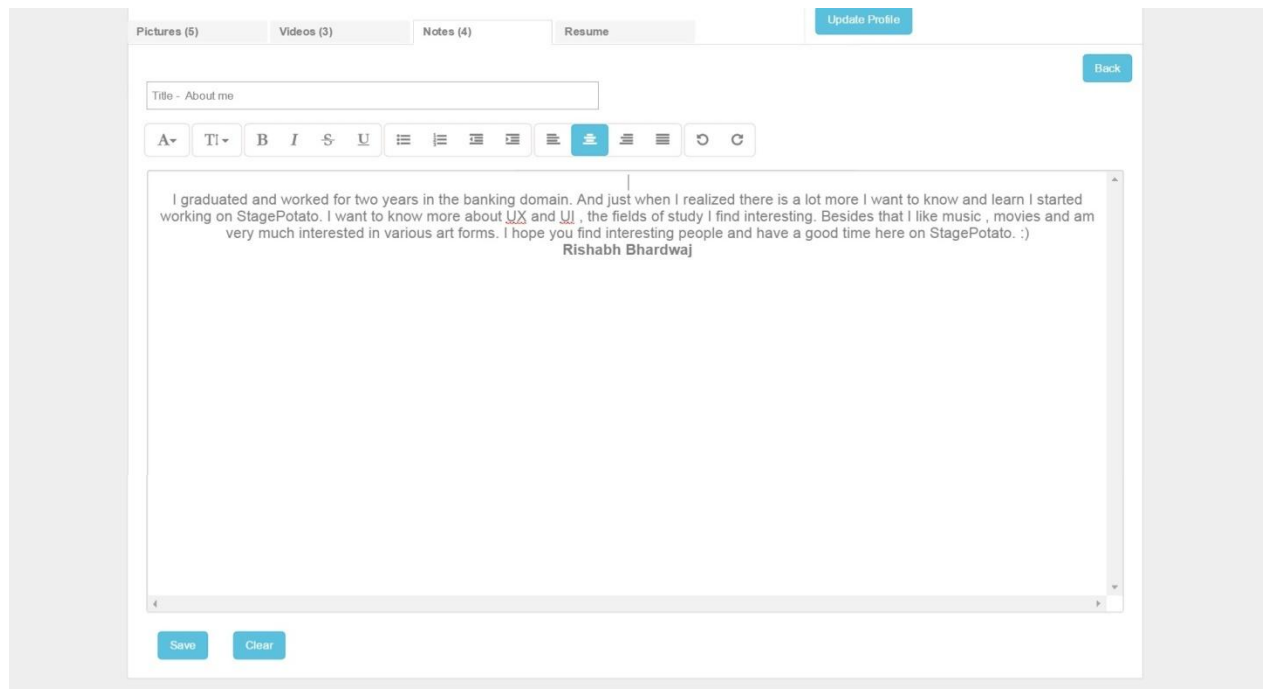 Update Profile
Pictures (5) Videos (3) Notes (4) Resume
Back
Title - About me
A TI B I S U
I graduated and worked for two years in the banking domain. And just when I realized there is a lot more I want to know and learn I started
working on StagePotato. I want to know more about UX and UI , the fields of study I find interesting. Besides that I like music , movies and am
very much interested in various art forms. I hope you find interesting people and have a good time here on StagePotato. :)
Rishabh Bhardwaj
Save Clear